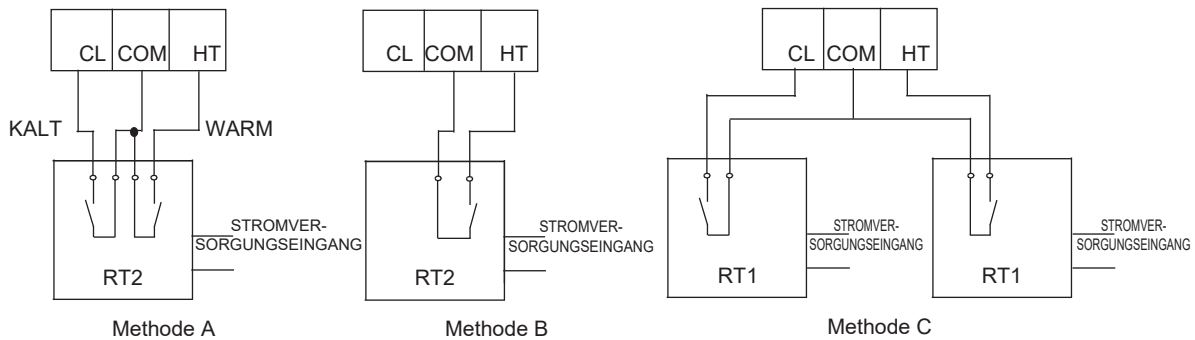 CL COM HT
KALT WARM
STROMVER-
SORGUNGSEINGANG
RT2
Methode A
CL COM HT
STROMVER-
SORGUNGSEINGANG
RT2
Methode B
CL COM HT
STROMVER-
SORGUNGSEINGANG
RT1
STROMVER-
SORGUNGSEINGANG
RT1
Methode C